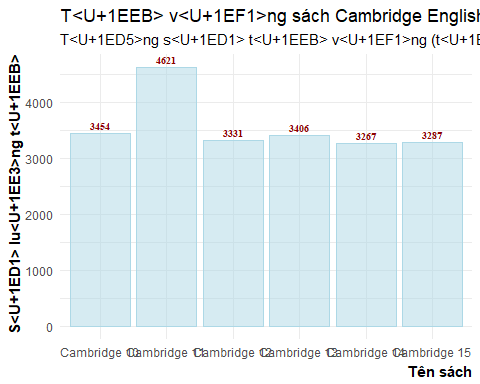 T<U+1EEB> v<U+1EF1>ng sách Cambridge English
T<U+1ED5>ng s<U+1ED1> t<U+1EEB> v<U+1EF1>ng (t<U+1E
S<U+1ED1> lu<U+1EE3>ng t<U+1EEB>
4621
3454
3331
3406
3267
3287
4000
3000
2000
1000
0
Cambridge 10 Cambridge 11 Cambridge 12 Cambridge 13 Cambridge 14 Cambridge 15
Tên sách